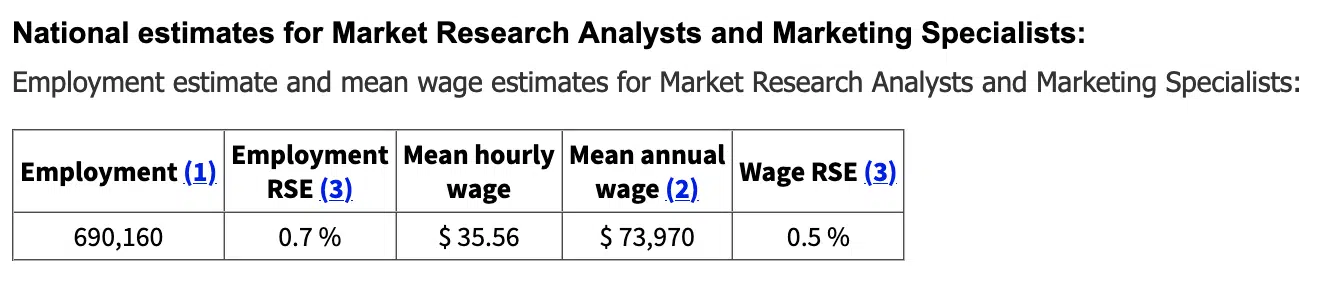 National estimates for Market Research Analysts and Marketing Specialists:
Employment estimate and mean wage estimates for Market Research Analysts and Marketing Specialists:
Employment (1) Employment RSE (3) Mean hourly wage Mean annual wage (2) Wage RSE (3)
690,160 0.7 % $ 35.56 $ 73,970 0.5 %